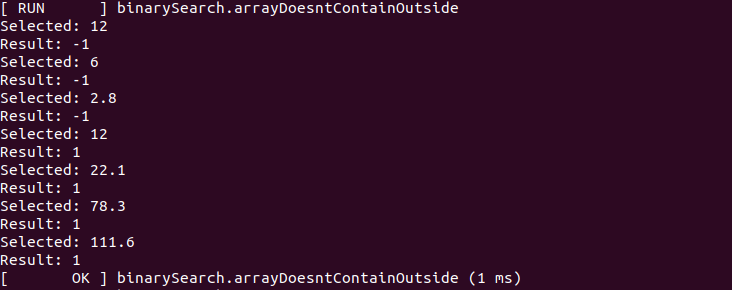 [ RUN      ] binarySearch.arrayDoesntContainOutside
Selected: 12
Result: -1
Selected: 6
Result: -1
Selected: 2.8
Result: -1
Selected: 12
Result: 1
Selected: 22.1
Result: 1
Selected: 78.3
Result: 1
Selected: 111.6
Result: 1
[       OK ] binarySearch.arrayDoesntContainOutside (1 ms)